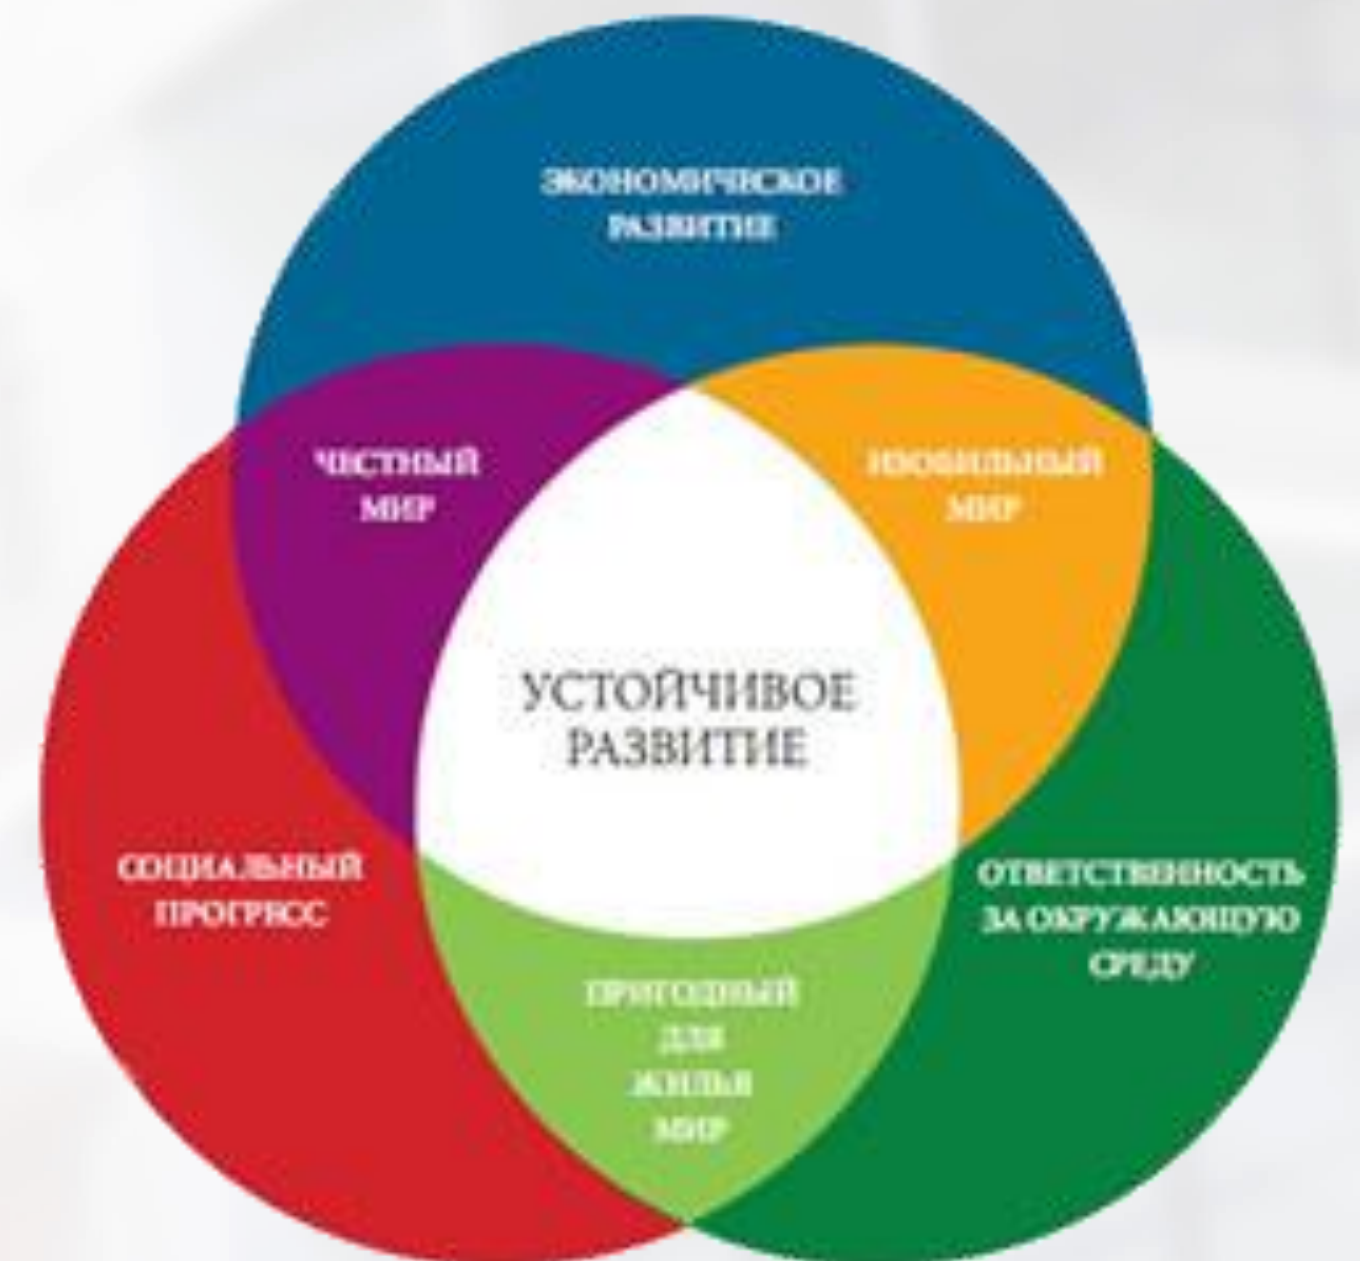 ЭКОНОМИЧЕСКОЕ
РАЗВИТИЕ
ЧЕСТНЫЙ
МИР
ИЗОБИЛЬНЫЙ
МИР
УСТОЙЧИВОЕ
РАЗВИТИЕ
СОЦИАЛЬНЫЙ
ПРОГРЕСС
ОТВЕТСТВЕННОСТЬ
ЗА ОКРУЖАЮЩУЮ
СРЕДУ
ПРИГОДНЫЙ
ДЛЯ
ЖИЛЬЯ
МИР